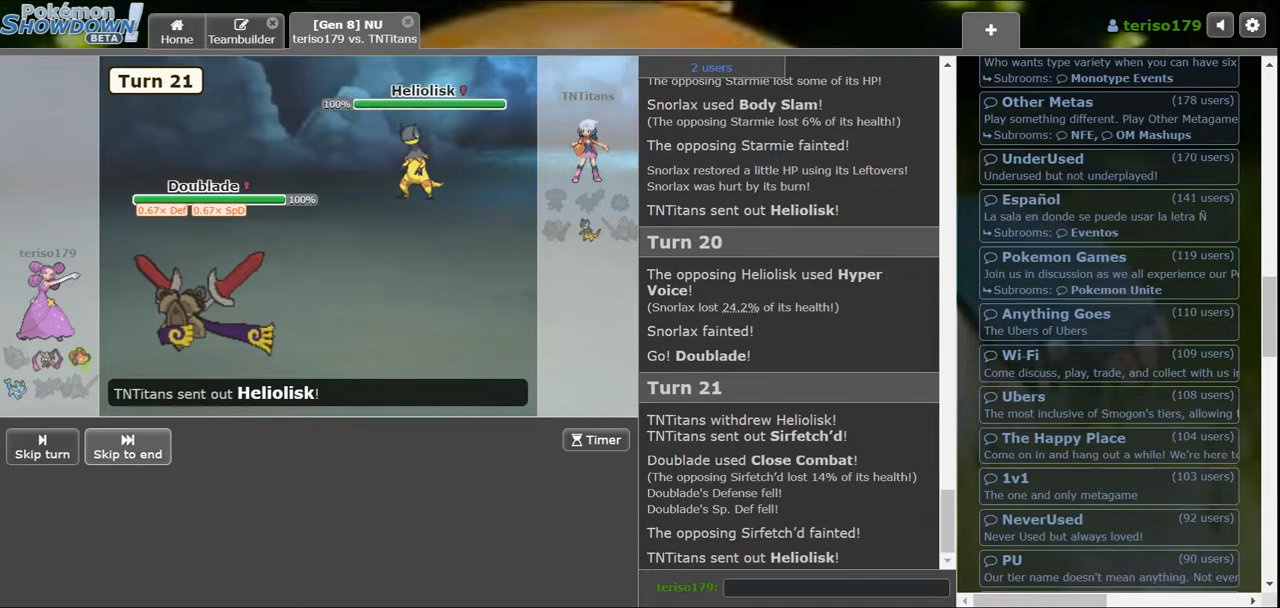 Pokémon
SHOWDOWN!
BETA
Home
Teambuilder
[Gen 8] NU
teriso179 vs. TNTitans
+
teriso179
Turn 21
Heliolisk
100%
Doublade
100%
0.67× Def 0.67× SpD
TNTitans
teriso179
TNTitans sent out Heliolisk!
Skip turn
Skip to end
Timer
2 users
The opposing Starmie lost some of its HP!
Snorlax used Body Slam!
(The opposing Starmie lost 6% of its health!)
The opposing Starmie fainted!
Snorlax restored a little HP using its Leftovers!
Snorlax was hurt by its burn!
TNTitans sent out Heliolisk!
Turn 20
The opposing Heliolisk used Hyper
Voice!
(Snorlax lost 24.2% of its health!)
Snorlax fainted!
Go! Doublade!
Turn 21
TNTitans withdrew Heliolisk!
TNTitans sent out Sirfetch'd!
Doublade used Close Combat!
(The opposing Sirfetch'd lost 14% of its health!)
Doublade's Defense fell!
Doublade's Sp. Def fell!
The opposing Sirfetch'd fainted!
TNTitans sent out Heliolisk!
teriso179:
Who wants type variety when you can have six
Subrooms: Monotype Events
Other Metas (178 users)
Play something different. Play Other Metagame
Subrooms: NFE, OM Mashups
UnderUsed (170 users)
Underused but not underplayed!
Español (141 users)
La sala en donde se puede usar la letra Ñ
Subrooms: Eventos
Pokemon Games (119 users)
Join us in discussion as we all experience our P
Subrooms: Pokemon Unite
Anything Goes (110 users)
The Ubers of Ubers
Wi-Fi (109 users)
Come discuss, play, trade, and collect with us i
Ubers (108 users)
The most inclusive of Smogon's tiers, allowing
The Happy Place (104 users)
Come on in and hang out a while! We're here t
1v1 (103 users)
The one and only metagame
NeverUsed (92 users)
Never Used but always loved!
PU (90 users)
Our tier name doesn't mean anything. Not ever